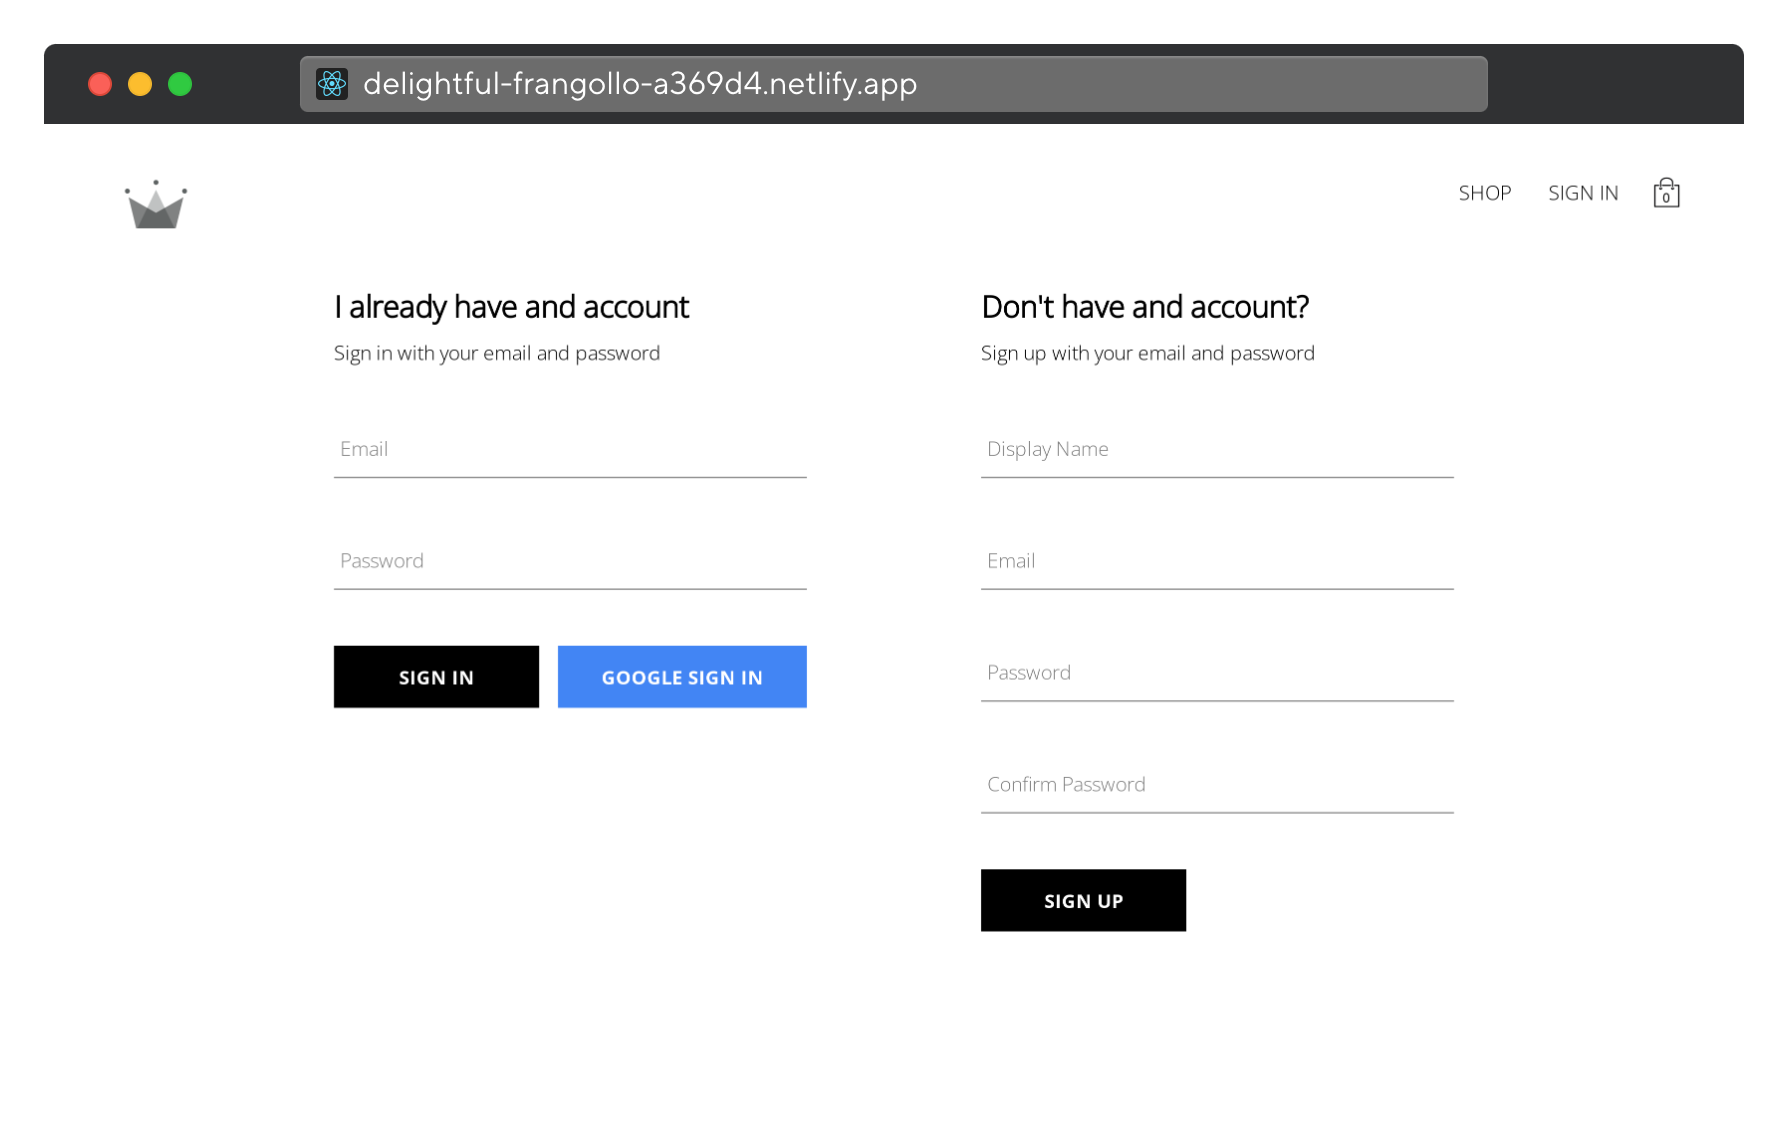 delightful-frangollo-a369d4.netlify.app
SHOP SIGN IN 0
I already have and account
Sign in with your email and password
Email
Password
SIGN IN GOOGLE SIGN IN
Don't have and account?
Sign up with your email and password
Display Name
Email
Password
Confirm Password
SIGN UP